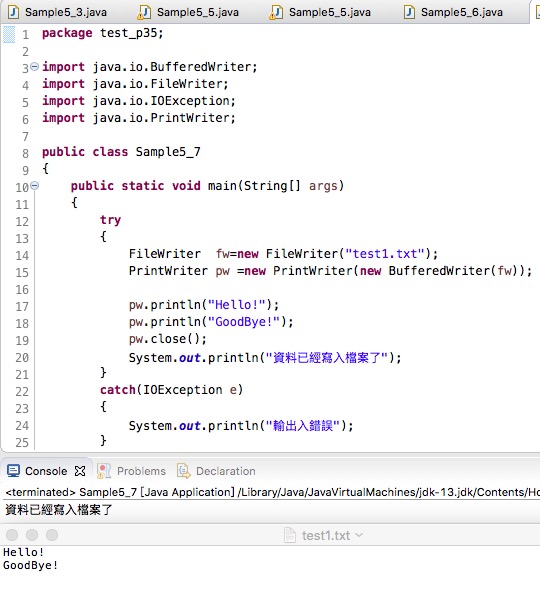 Sample5_3.java Sample5_5.java Sample5_5.java Sample5_6.java
1 package test_p35;
2
3 import java.io.BufferedWriter;
4 import java.io.FileWriter;
5 import java.io.IOException;
6 import java.io.PrintWriter;
7
8 public class Sample5_7
9 {
10 public static void main(String[] args)
11 {
12 try
13 {
14 FileWriter  fw=new FileWriter("test1.txt");
15 PrintWriter pw =new PrintWriter(new BufferedWriter(fw));
16
17 pw.println("Hello!");
18 pw.println("GoodBye!");
19 pw.close();
20 System.out.println("資料已經寫入檔案了");
21 }
22 catch(IOException e)
23 {
24 System.out.println("輸出入錯誤");
25 }
Console Problems Declaration
<terminated> Sample5_7 [Java Application] /Library/Java/JavaVirtualMachines/jdk-13.jdk/Contents/Ho
資料已經寫入檔案了
test1.txt
Hello!
GoodBye!